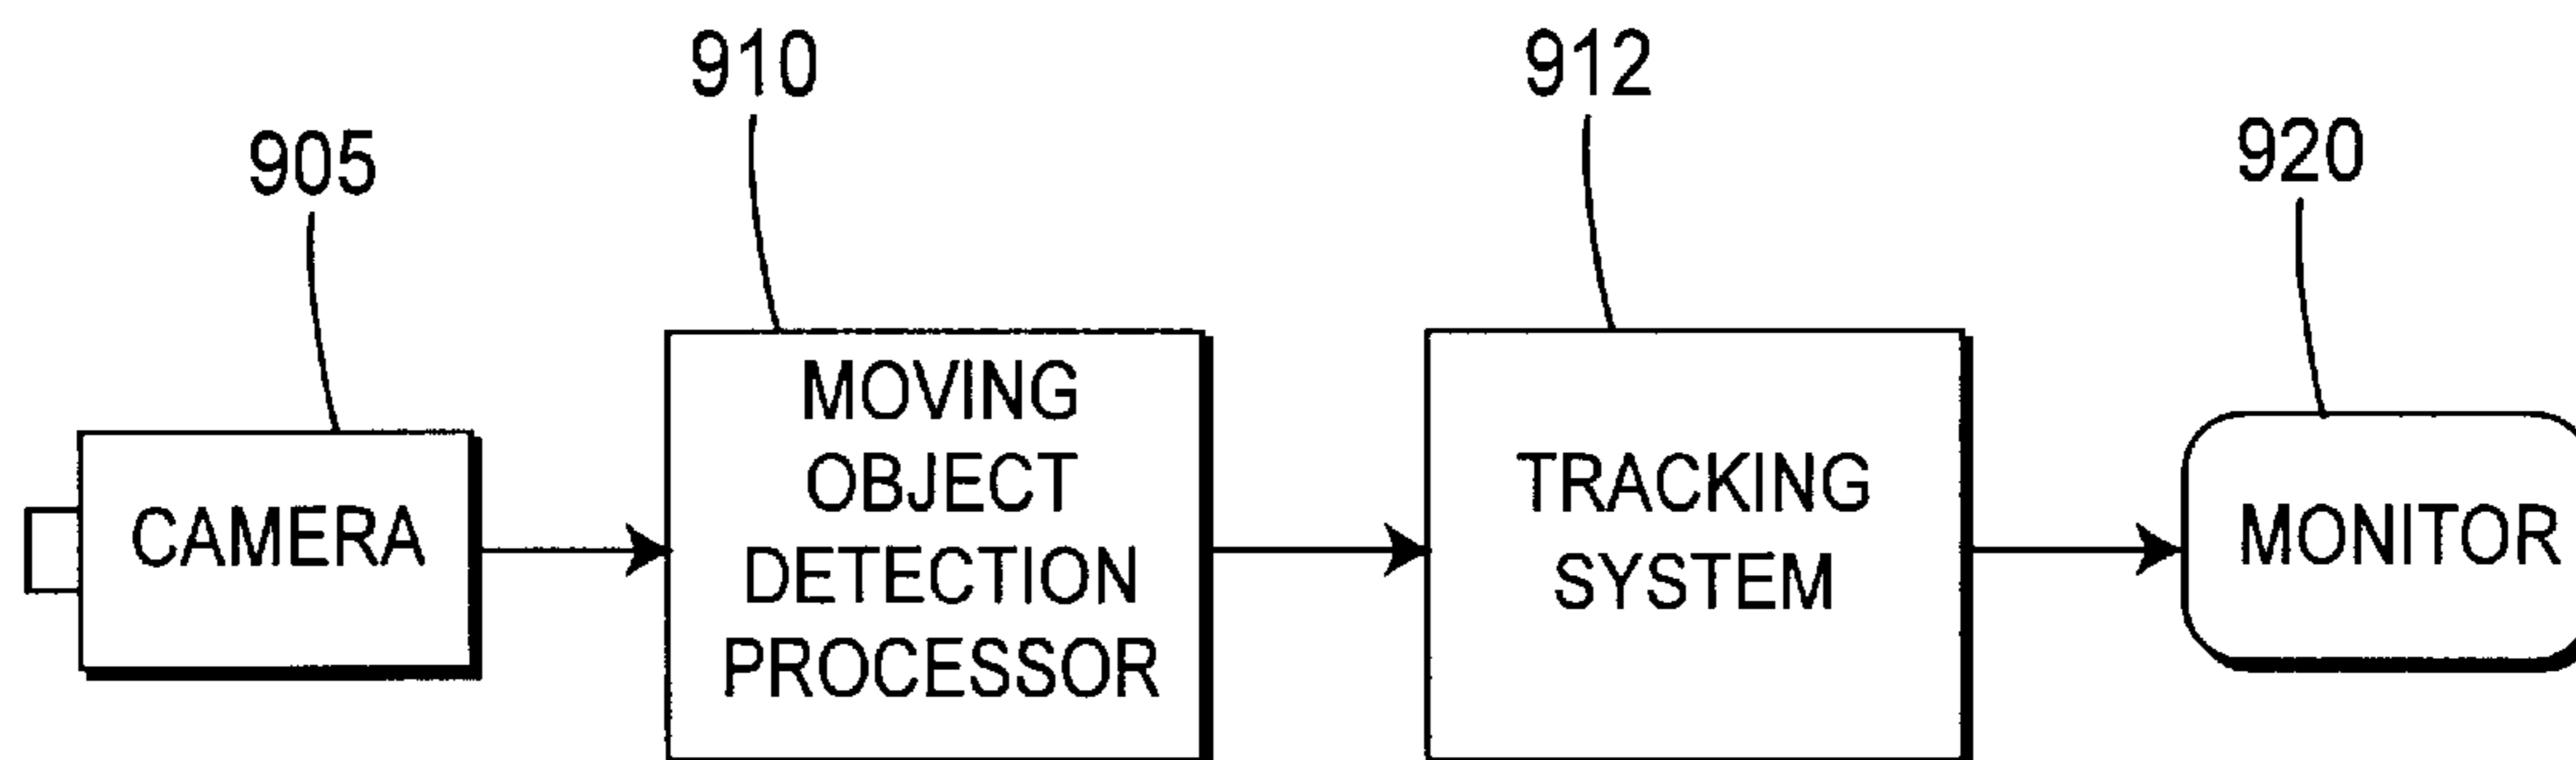 910
912
905
920
MOVING
OBJECT
DETECTION
PROCESSOR
CAMERA
TRACKING
SYSTEM
MONITOR